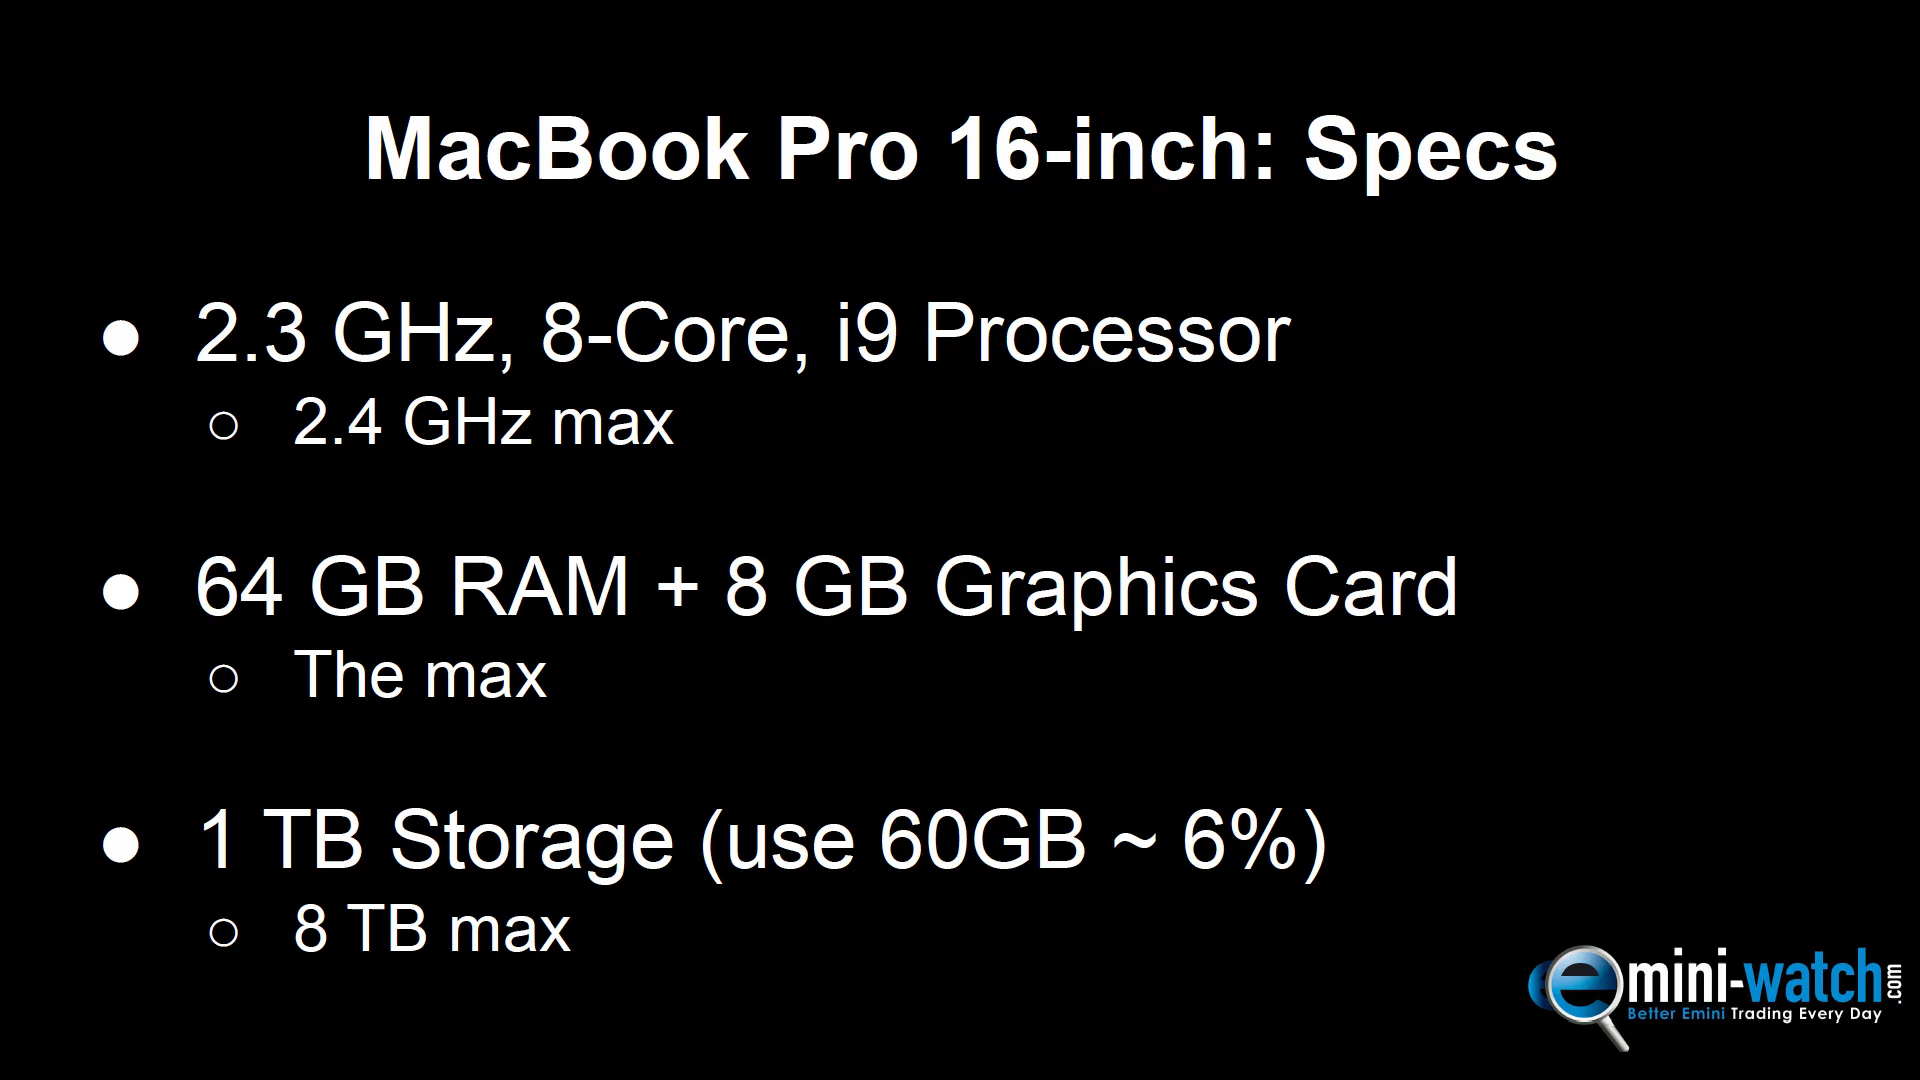 MacBook Pro 16-inch: Specs
● 2.3 GHz, 8-Core, i9 Processor
○ 2.4 GHz max
● 64 GB RAM + 8 GB Graphics Card
○ The max
● 1 TB Storage (use 60GB ~ 6%)
○ 8 TB max
emini-watch.com
Better Emini Trading Every Day